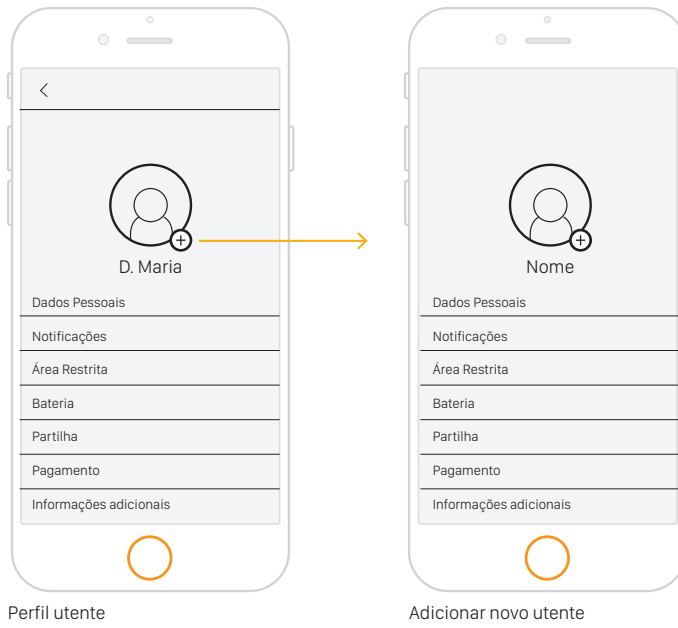 D. Maria
Dados Pessoais
Notificações
Área Restrita
Bateria
Partilha
Pagamento
Informações adicionais
Perfil utente
Nome
Dados Pessoais
Notificações
Área Restrita
Bateria
Partilha
Pagamento
Informações adicionais
Adicionar novo utente